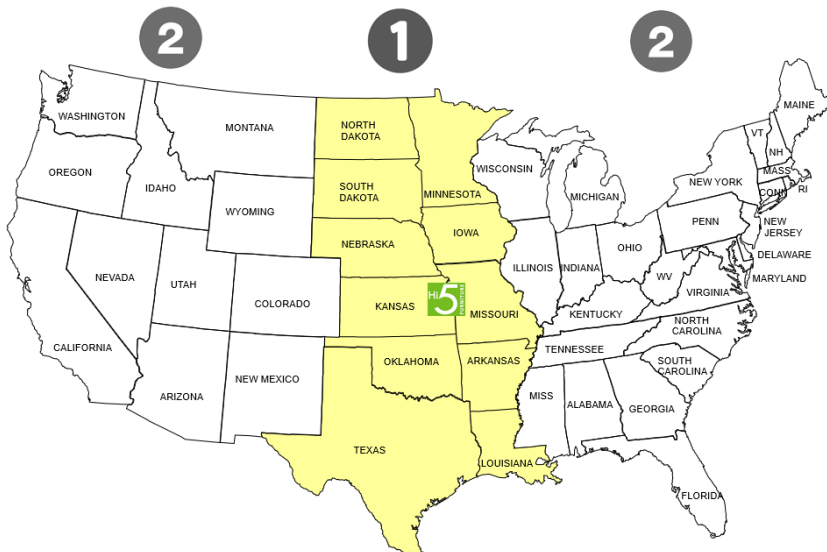 2
1
2
WASHINGTON
MONTANA
NORTH
DAKOTA
MINNESOTA
WISCONSIN
MICHIGAN
NEW YORK
VT
NH
MAINE
MASS
CONN
RI
OREGON
IDAHO
WYOMING
SOUTH
DAKOTA
IOWA
NEBRASKA
ILLINOIS
INDIANA
OHIO
PENN
NEW
JERSEY
DELAWARE
MARYLAND
WV
VIRGINIA
NEVADA
UTAH
COLORADO
KANSAS
Hi 5
FURNITURE
MISSOURI
KENTUCKY
NORTH
CAROLINA
TENNESSEE
SOUTH
CAROLINA
CALIFORNIA
ARIZONA
NEW MEXICO
OKLAHOMA
ARKANSAS
MISS
ALABAMA
GEORGIA
TEXAS
LOUISIANA
FLORIDA